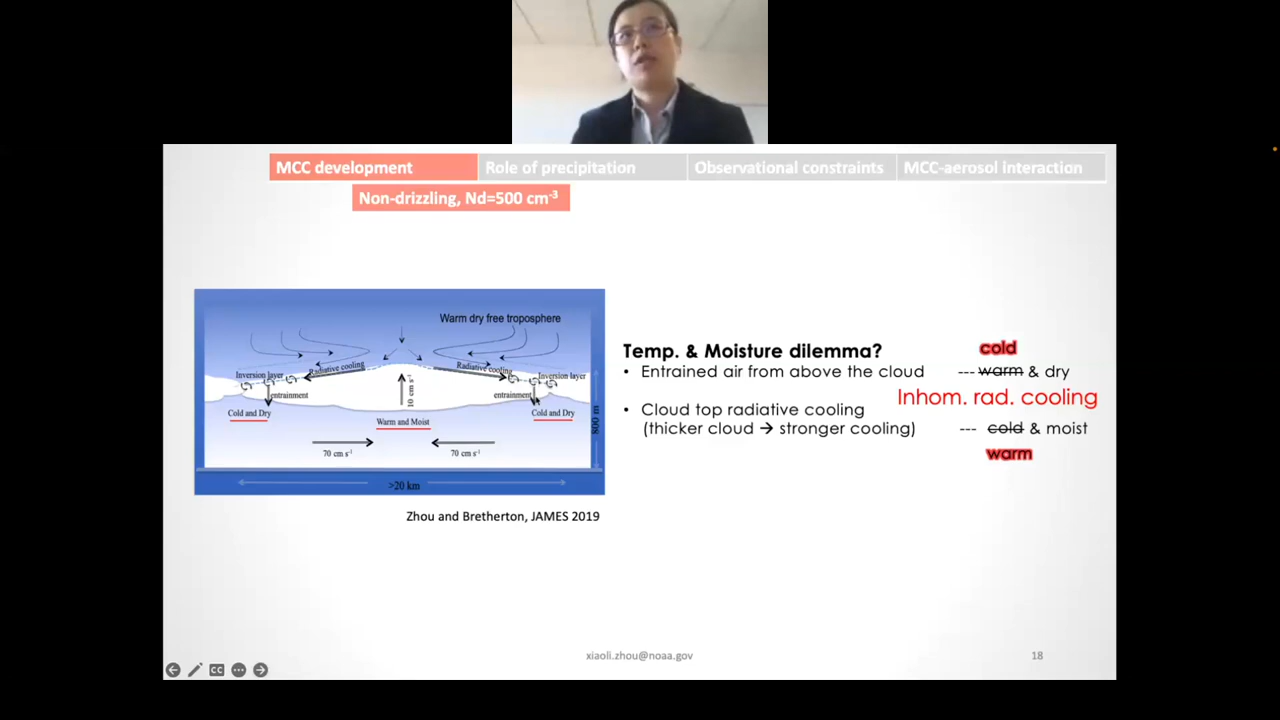 MCC development
Role of precipitation
Observational constraints
MCC-aerosol interaction
Non-drizzling, Nd=500 cm⁻³
Warm dry free troposphere
Radiative cooling
Radiative cooling
Inversion layer
Inversion layer
entrainment
10 cm s⁻¹
entrainment
Cold and Dry
Warm and Moist
Cold and Dry
800 m
70 cm s⁻¹
70 cm s⁻¹
>20 km
Zhou and Bretherton, JAMES 2019
Temp. & Moisture dilemma?
cold
• Entrained air from above the cloud --- warm & dry
Inhom. rad. cooling
• Cloud top radiative cooling
(thicker cloud → stronger cooling) --- cold & moist
warm
xiaoli.zhou@noaa.gov
18
CC